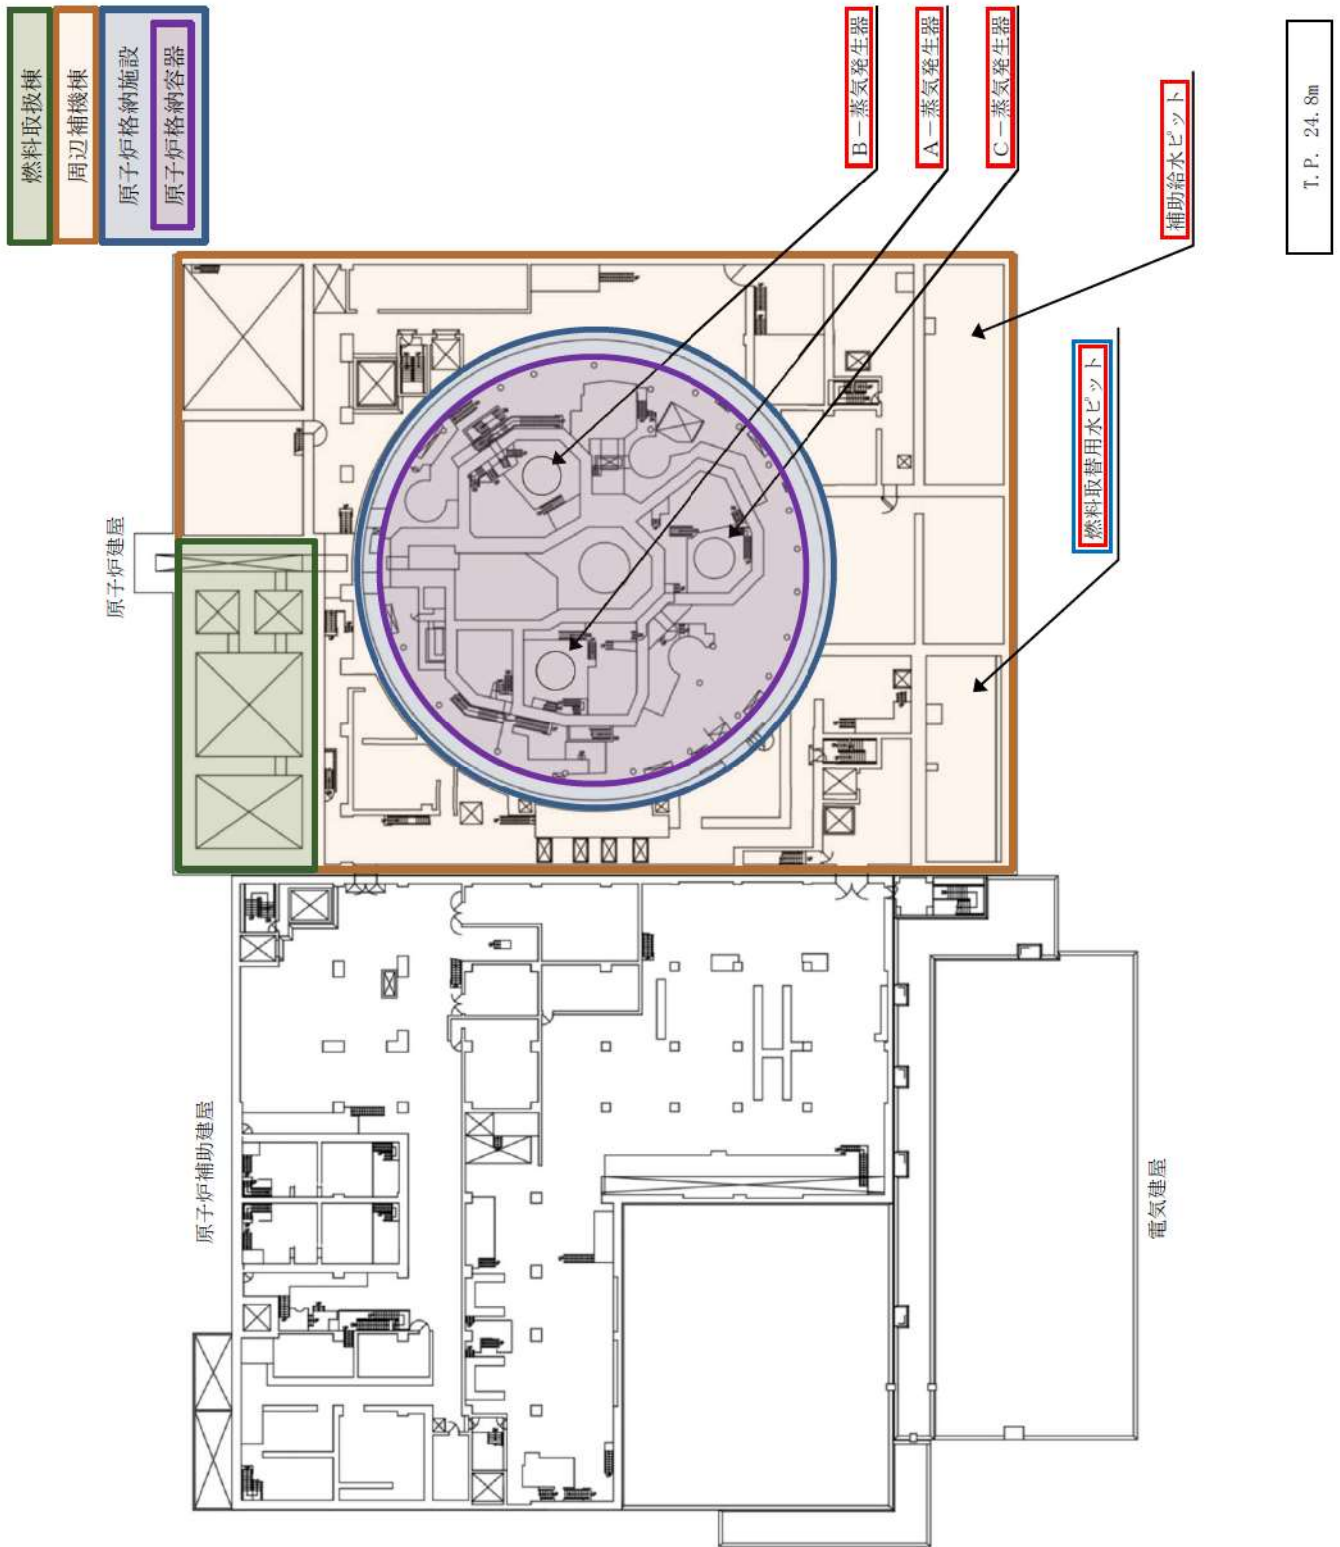 燃料取扱棟
周辺補機棟
原子炉格納施設
原子炉格納容器
B－蒸気発生器
A－蒸気発生器
C－蒸気発生器
補助給水ピット
燃料取替用水ピット
T.P. 24.8m
原子炉建屋
原子炉補助建屋
電気建屋